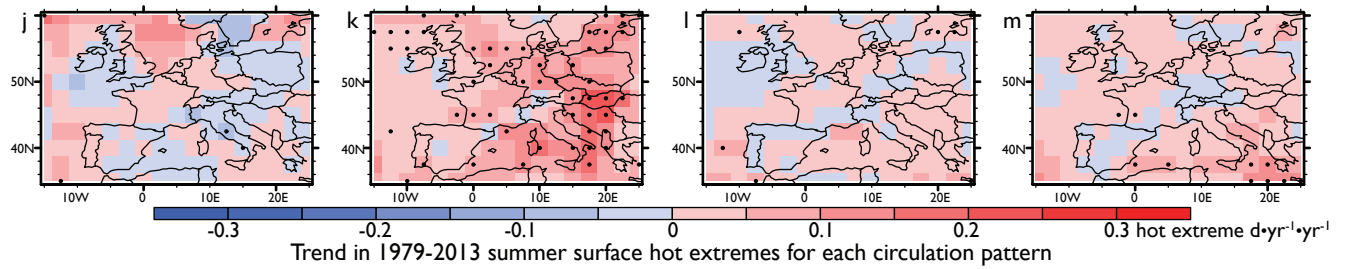 j k l m
50N 50N 50N 50N
40N 40N 40N 40N
10W 0 10E 20E 10W 0 10E 20E 10W 0 10E 20E 10W 0 10E 20E
-0.3 -0.2 -0.1 0 0.1 0.2 0.3 hot extreme d•yr⁻¹•yr⁻¹
Trend in 1979-2013 summer surface hot extremes for each circulation pattern